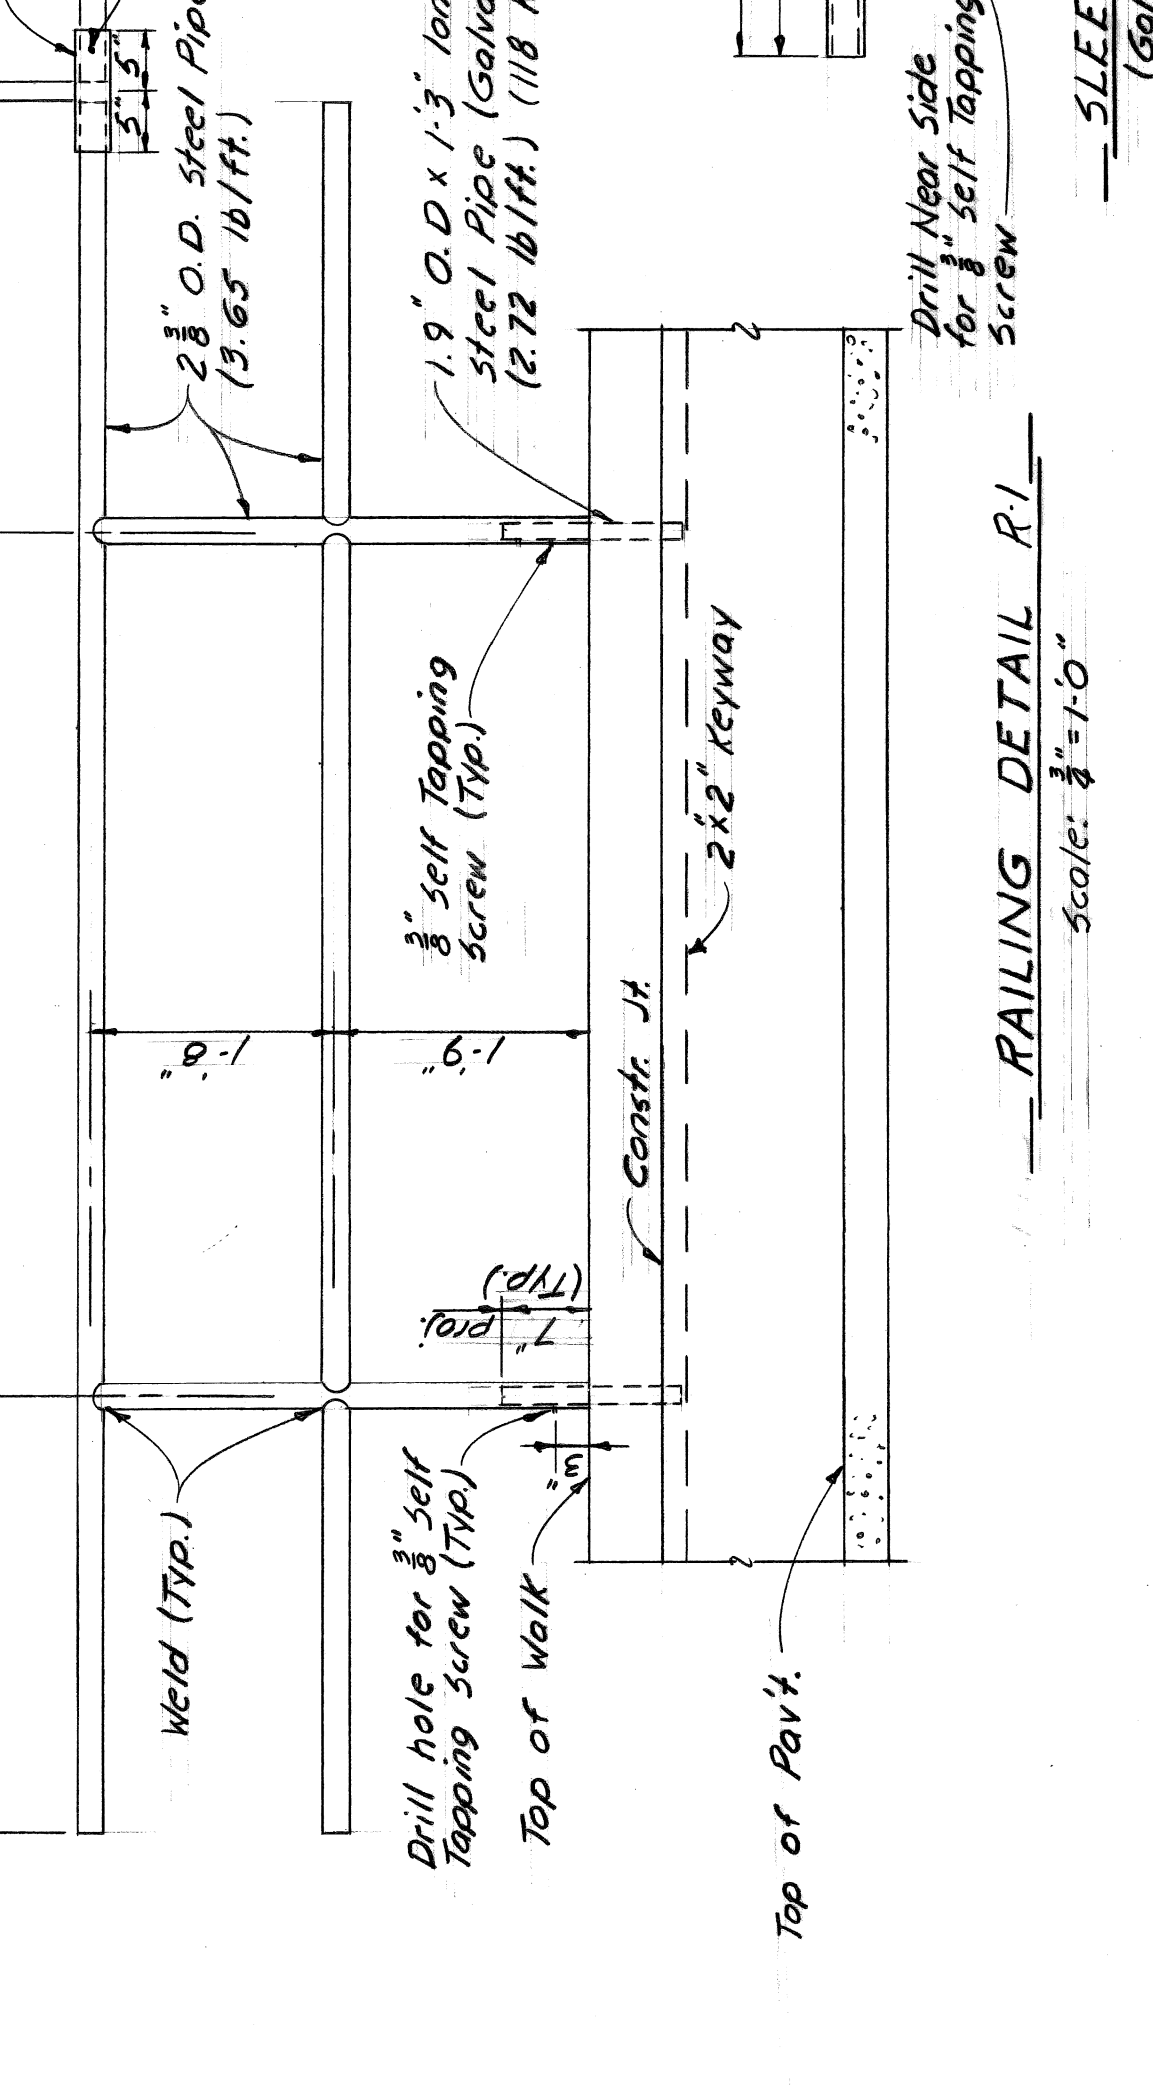 5" 5"
2 3/8" O.D. Steel Pipe
(3.65 lb/ft.)
1.9" O.D x 1'-3" lon
Steel Pipe (Galva
(2.72 lb/ft.) (118
Drill Near Side
for 3/8" Self Tapping
Screw
SLEE
(Gal
3/8" Self Tapping
Screw (Typ.)
2"x2" Keyway
1'-8"
1'-9"
Constr. Jt.
7"
proj.
(Typ.)
3"
Weld (Typ.)
Drill hole for 3/8" Self
Tapping Screw (Typ.)
Top of Walk
Top of Pav't.
RAILING DETAIL R-1
Scale: 3/4" = 1'-0"